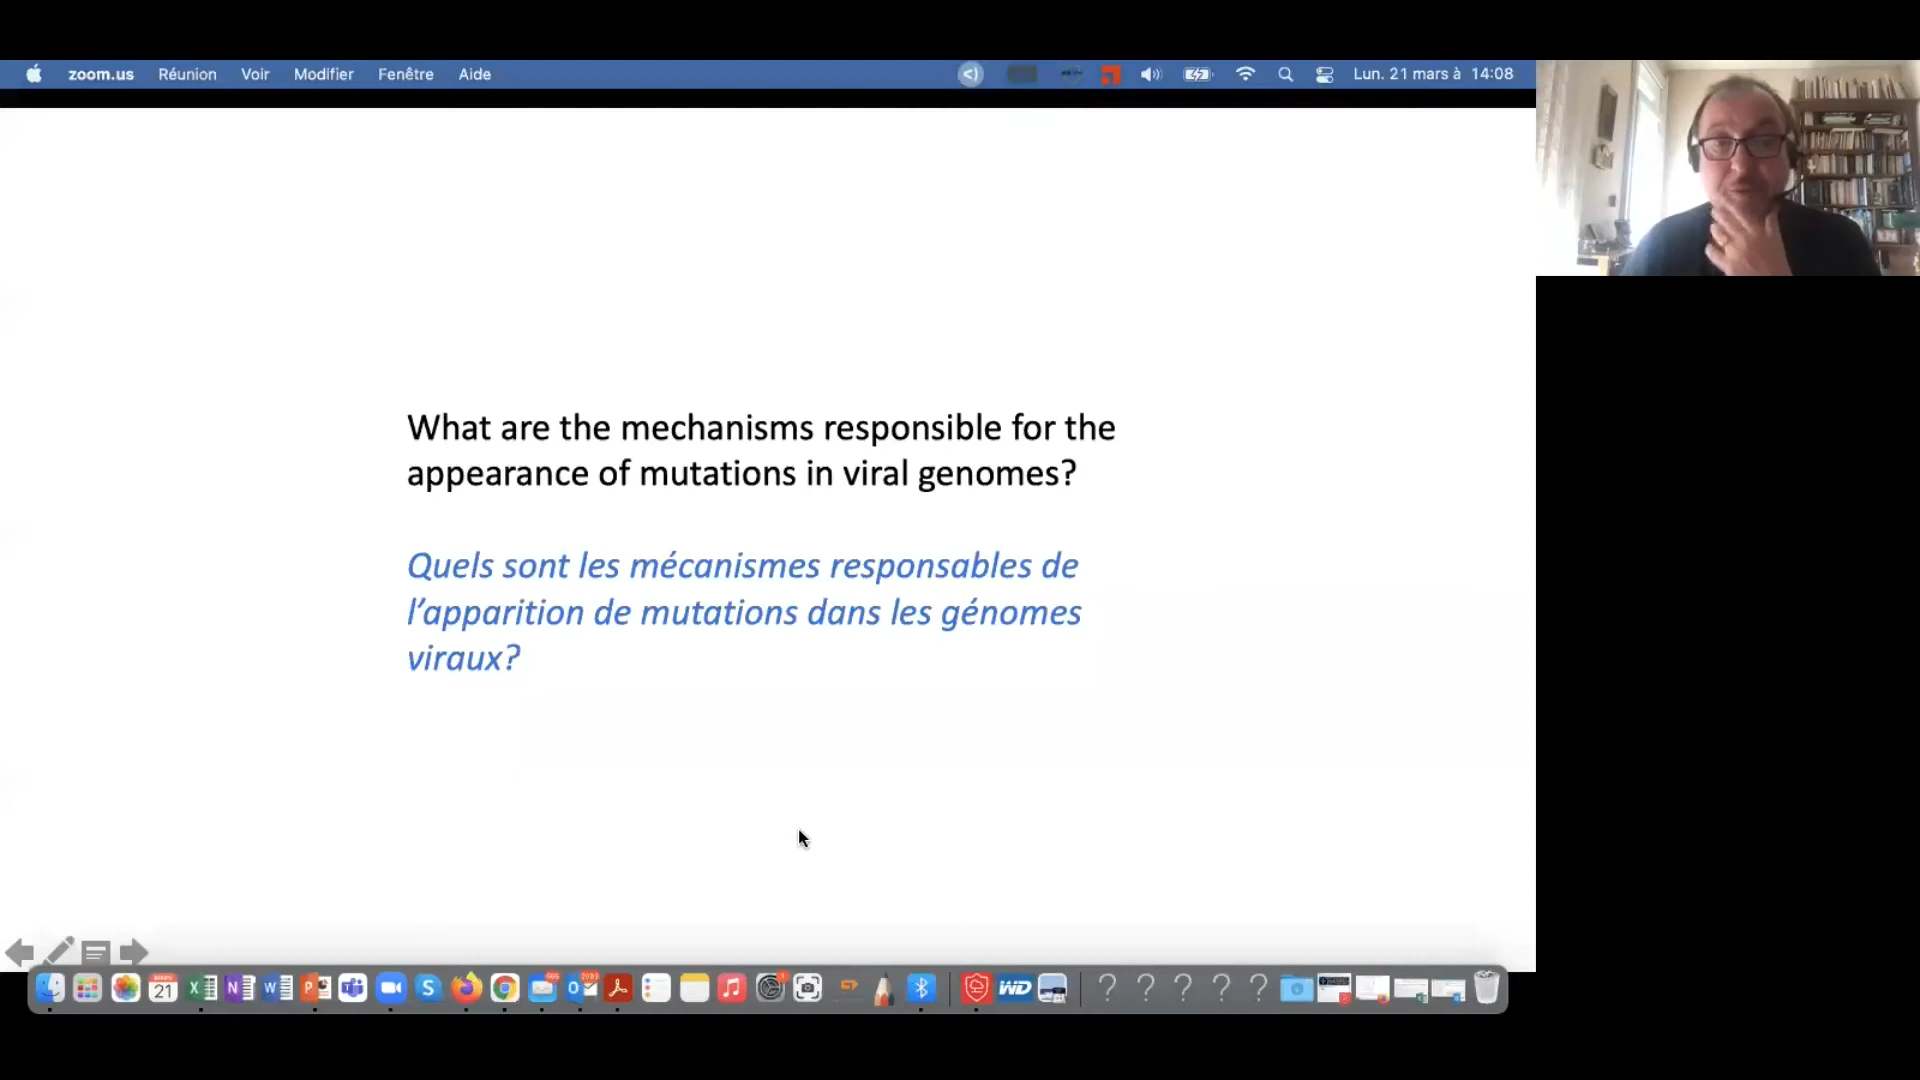 zoom.us Réunion Voir Modifier Fenêtre Aide Lun. 21 mars à 14:08
What are the mechanisms responsible for the
appearance of mutations in viral genomes?
Quels sont les mécanismes responsables de
l’apparition de mutations dans les génomes
viraux?
21 X N W P S O WD ? ? ? ? ?